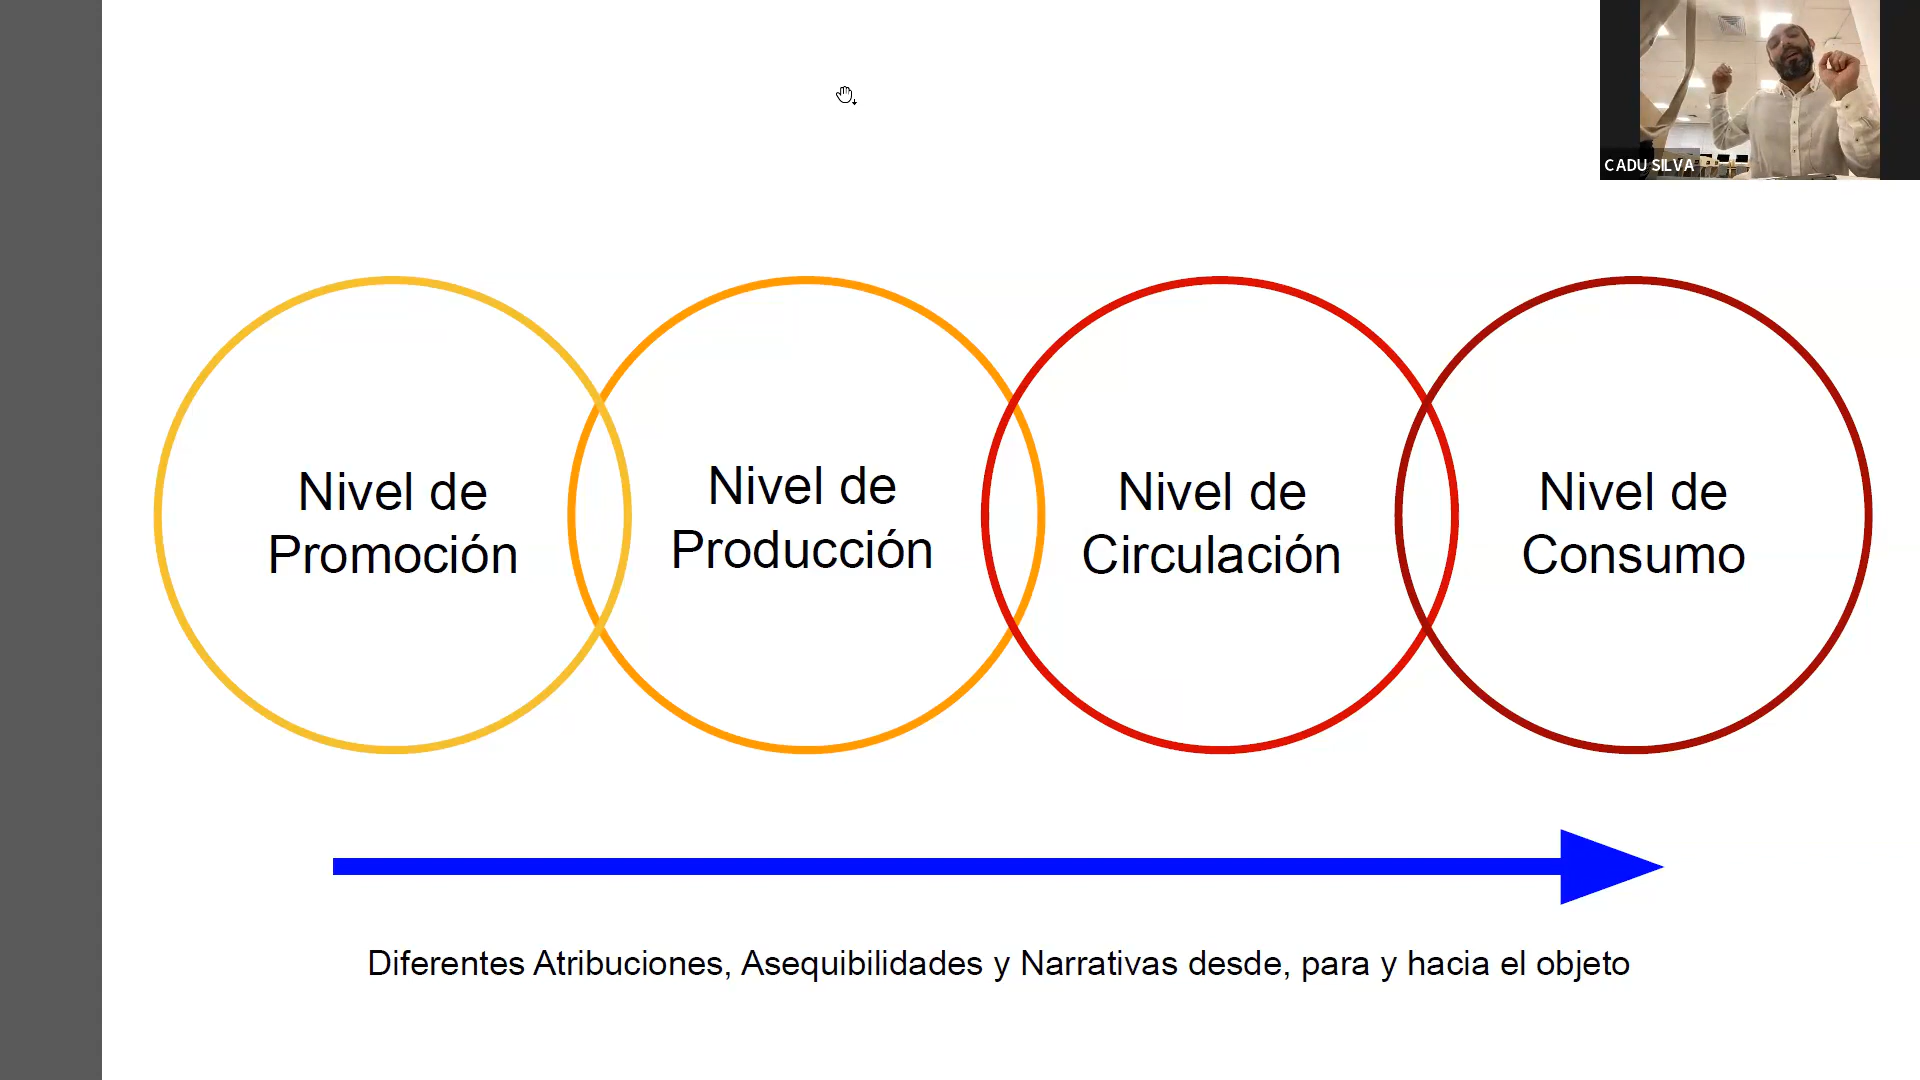 CADU SILVA
Nivel de
Promoción
Nivel de
Producción
Nivel de
Circulación
Nivel de
Consumo
Diferentes Atribuciones, Asequibilidades y Narrativas desde, para y hacia el objeto